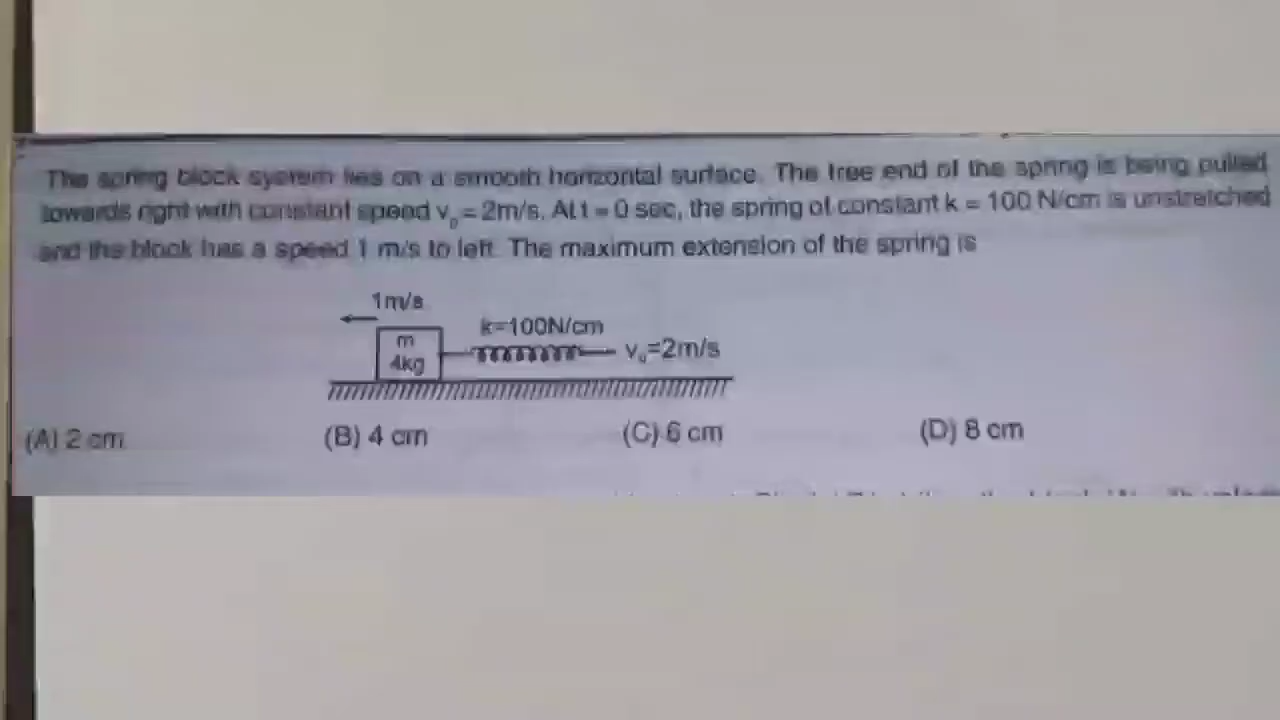 The spring block system lies on a smooth horizontal surface. The free end of the spring is being pulled
towards right with constant speed v₀ = 2m/s. At t = 0 sec, the spring of constant k = 100 N/cm is unstretched
and the block has a speed 1 m/s to left. The maximum extension of the spring is
1m/s
k=100N/cm
m
v₀=2m/s
4kg
(A) 2 cm (B) 4 cm (C) 6 cm (D) 8 cm